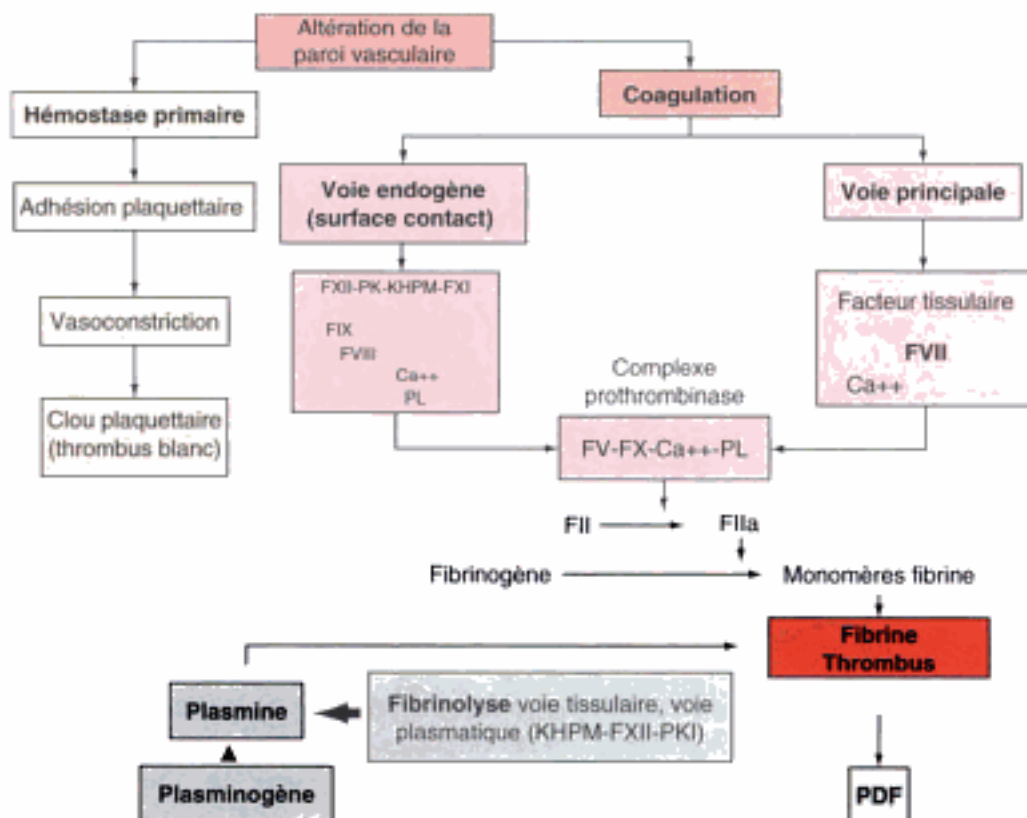 Altération de la
paroi vasculaire
Hémostase primaire
Coagulation
Adhésion plaquettaire
Voie endogène
(surface contact)
Voie principale
Vasoconstriction
FXII-PK-KHPM-FXI
FIX
FVIII
Ca++
PL
Facteur tissulaire
FVII
Ca++
Clou plaquettaire
(thrombus blanc)
Complexe
prothrombinase
FV-FX-Ca++-PL
FII
FIIa
Fibrinogène
Monomères fibrine
Fibrine
Thrombus
Plasmine
Fibrinolyse voie tissulaire, voie
plasmatique (KHPM-FXII-PKI)
Plasminogène
PDF